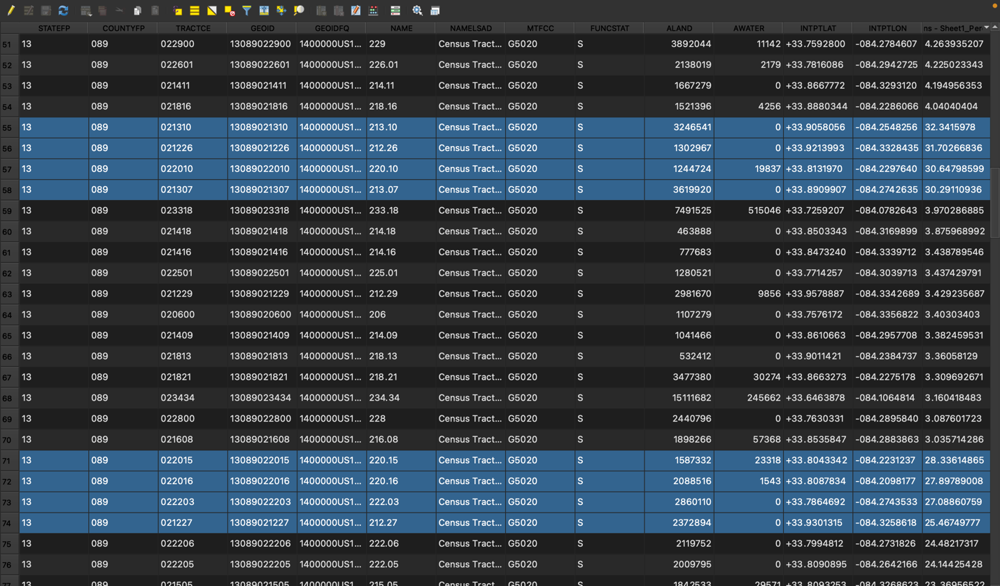 STATEFP COUNTYFP TRACTCE GEOID GEOIDFQ NAME NAMELSAD MTFCC FUNCSTAT ALAND AWATER INTPTLAT INTPTLON ns - Sheet1_Per
51 13 089 022900 13089022900 1400000US1... 229 Census Tract... G5020 S 3892044 11142 +33.7592800 -084.2784607 4.263935207
52 13 089 022601 13089022601 1400000US1... 226.01 Census Tract... G5020 S 2138019 2179 +33.7816086 -084.2942725 4.225023343
53 13 089 021411 13089021411 1400000US1... 214.11 Census Tract... G5020 S 1667279 0 +33.8667772 -084.3293120 4.194956353
54 13 089 021816 13089021816 1400000US1... 218.16 Census Tract... G5020 S 1521396 4256 +33.8880344 -084.2286066 4.04040404
55 13 089 021310 13089021310 1400000US1... 213.10 Census Tract... G5020 S 3246541 0 +33.9058056 -084.2548256 32.3415978
56 13 089 021226 13089021226 1400000US1... 212.26 Census Tract... G5020 S 1302967 0 +33.9213993 -084.3328435 31.70266836
57 13 089 022010 13089022010 1400000US1... 220.10 Census Tract... G5020 S 1244724 19837 +33.8131970 -084.2297640 30.64798599
58 13 089 021307 13089021307 1400000US1... 213.07 Census Tract... G5020 S 3619920 0 +33.8909907 -084.2742635 30.29110936
59 13 089 023318 13089023318 1400000US1... 233.18 Census Tract... G5020 S 7491525 515046 +33.7259207 -084.0782643 3.970286885
60 13 089 021418 13089021418 1400000US1... 214.18 Census Tract... G5020 S 463888 0 +33.8503343 -084.3169899 3.875968992
61 13 089 021416 13089021416 1400000US1... 214.16 Census Tract... G5020 S 777683 0 +33.8473240 -084.3339712 3.438789546
62 13 089 022501 13089022501 1400000US1... 225.01 Census Tract... G5020 S 1280521 0 +33.7714257 -084.3039713 3.437429791
63 13 089 021229 13089021229 1400000US1... 212.29 Census Tract... G5020 S 2981670 9856 +33.9578887 -084.3342689 3.429235687
64 13 089 020600 13089020600 1400000US1... 206 Census Tract... G5020 S 1107279 0 +33.7576172 -084.3356822 3.40303403
65 13 089 021409 13089021409 1400000US1... 214.09 Census Tract... G5020 S 1041466 0 +33.8610663 -084.2957708 3.382459531
66 13 089 021813 13089021813 1400000US1... 218.13 Census Tract... G5020 S 532412 0 +33.9011421 -084.2384737 3.36058129
67 13 089 021821 13089021821 1400000US1... 218.21 Census Tract... G5020 S 3477380 30274 +33.8663273 -084.2275178 3.309692671
68 13 089 023434 13089023434 1400000US1... 234.34 Census Tract... G5020 S 15111682 245662 +33.6463878 -084.1064814 3.160418483
69 13 089 022800 13089022800 1400000US1... 228 Census Tract... G5020 S 2440796 0 +33.7630331 -084.2895840 3.087601723
70 13 089 021608 13089021608 1400000US1... 216.08 Census Tract... G5020 S 1898266 57368 +33.8535847 -084.2883863 3.035714286
71 13 089 022015 13089022015 1400000US1... 220.15 Census Tract... G5020 S 1587332 23318 +33.8043342 -084.2231237 28.33614865
72 13 089 022016 13089022016 1400000US1... 220.16 Census Tract... G5020 S 2088516 1543 +33.8087834 -084.2098177 27.89789008
73 13 089 022203 13089022203 1400000US1... 222.03 Census Tract... G5020 S 2860110 0 +33.7864692 -084.2743533 27.08860759
74 13 089 021227 13089021227 1400000US1... 212.27 Census Tract... G5020 S 2372894 0 +33.9301315 -084.3258618 25.46749777
75 13 089 022206 13089022206 1400000US1... 222.06 Census Tract... G5020 S 2119752 0 +33.7994812 -084.2731826 24.48217317
76 13 089 022205 13089022205 1400000US1... 222.05 Census Tract... G5020 S 2009795 0 +33.8090895 -084.2642166 24.14425428
77 13 089 021505 13089021505 1400000US1... 215.05 Census Tract... G5020 S 1842533 29571 +33.8093253 -084.3268623 23.36956522